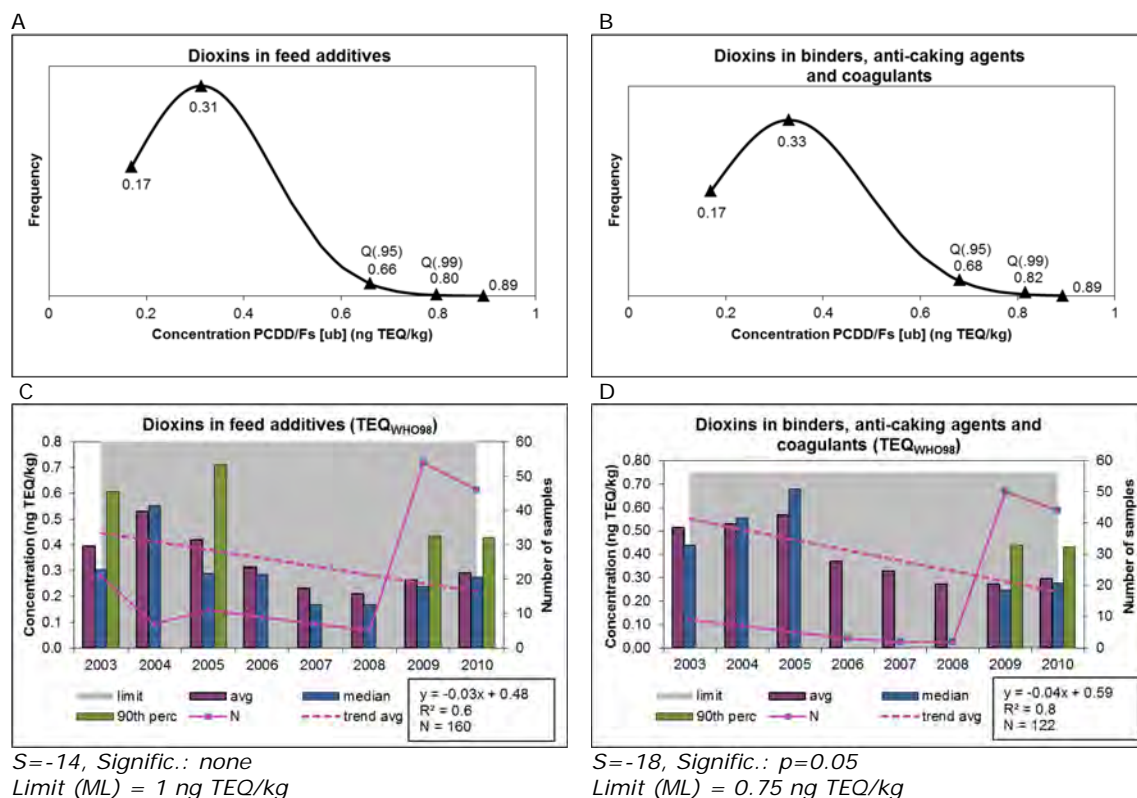 A
Dioxins in feed additives
Frequency
0.17
0.31
Q(.95)
0.66
Q(.99)
0.80
0.89
0
0.2
0.4
0.6
0.8
1
Concentration PCDD/Fs [ub] (ng TEQ/kg)
B
Dioxins in binders, anti-caking agents
and coagulants
Frequency
0.17
0.33
Q(.95)
0.68
Q(.99)
0.82
0.89
0
0.2
0.4
0.6
0.8
1
Concentration PCDD/Fs [ub] (ng TEQ/kg)
C
Dioxins in feed additives (TEQWHO98)
Concentration (ng TEQ/kg)
0.8
0.7
0.6
0.5
0.4
0.3
0.2
0.1
0.0
60
50
40
30
20
10
0
Number of samples
2003 2004 2005 2006 2007 2008 2009 2010
limit avg median
90th perc N trend avg
y = -0.03x + 0.48
R² = 0.6
N = 160
S=-14, Signific.: none
Limit (ML) = 1 ng TEQ/kg
D
Dioxins in binders, anti-caking agents and
coagulants (TEQWHO98)
Concentration (ng TEQ/kg)
0.80
0.70
0.60
0.50
0.40
0.30
0.20
0.10
0.00
60
50
40
30
20
10
0
Number of samples
2003 2004 2005 2006 2007 2008 2009 2010
limit avg median
90th perc N trend avg
y = -0.04x + 0.59
R² = 0.8
N = 122
S=-18, Signific.: p=0.05
Limit (ML) = 0.75 ng TEQ/kg